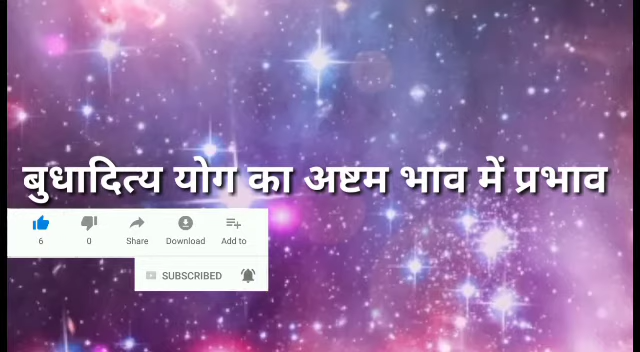 बुधादित्य योग का अष्टम भाव में प्रभाव
6 0 Share Download Add to
SUBSCRIBED